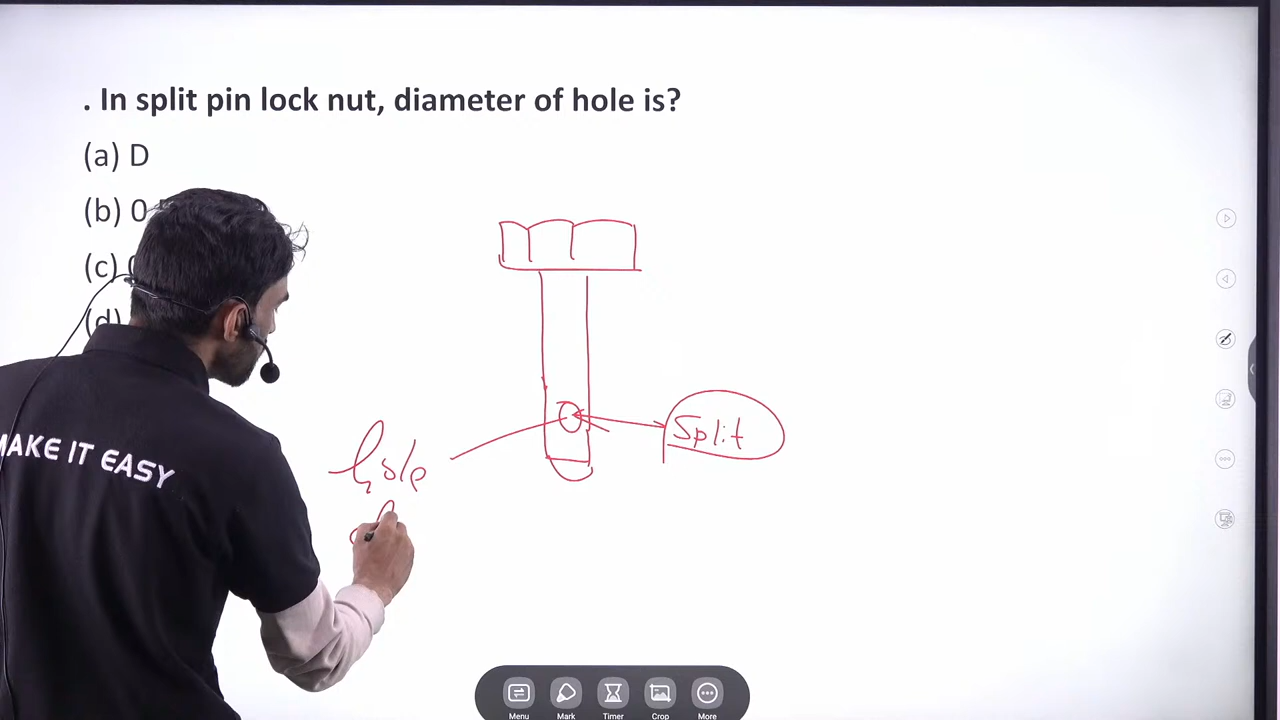 . In split pin lock nut, diameter of hole is?
(a) D
(b) 0
(c)
(d)
Split
hole
MAKE IT EASY
Menu
Mark
Timer
Crop
More